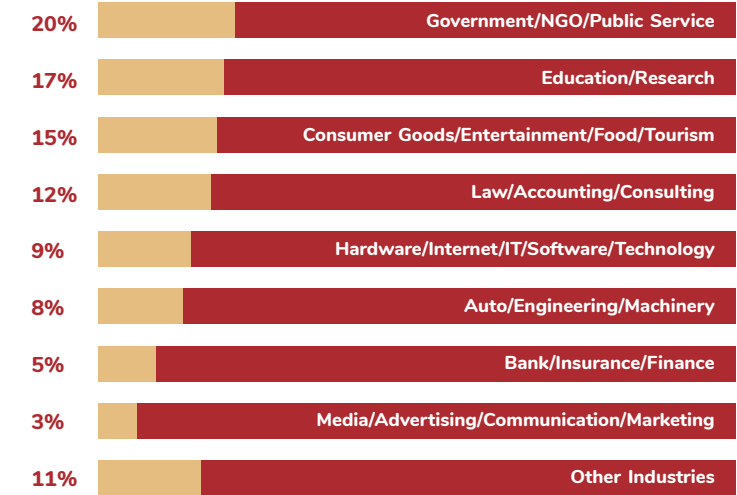 20% Government/NGO/Public Service
17% Education/Research
15% Consumer Goods/Entertainment/Food/Tourism
12% Law/Accounting/Consulting
9% Hardware/Internet/IT/Software/Technology
8% Auto/Engineering/Machinery
5% Bank/Insurance/Finance
3% Media/Advertising/Communication/Marketing
11% Other Industries